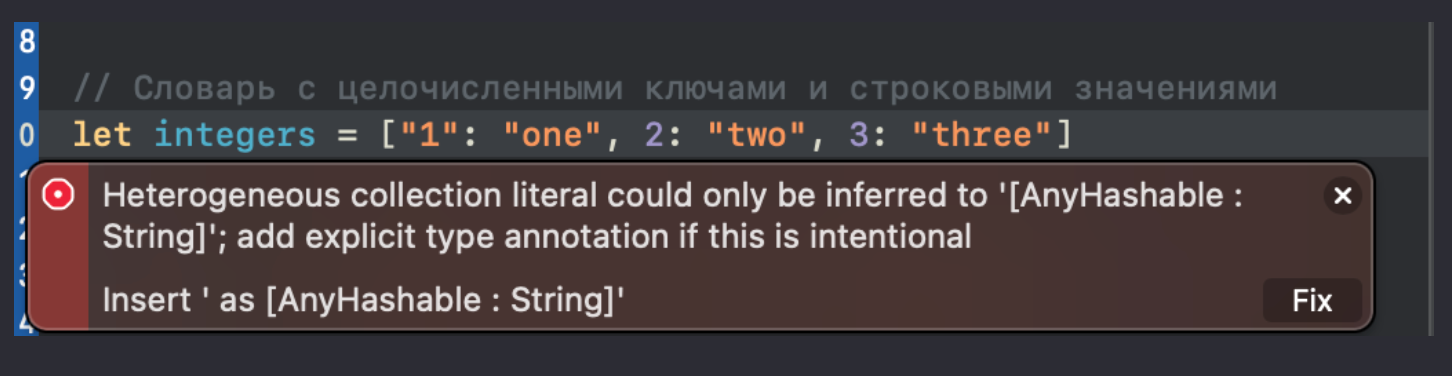 8
9 // Словарь с целочисленными ключами и строковыми значениями
0 let integers = ["1": "one", 2: "two", 3: "three"]
Heterogeneous collection literal could only be inferred to '[AnyHashable :
String]'; add explicit type annotation if this is intentional
Insert ' as [AnyHashable : String]'
Fix